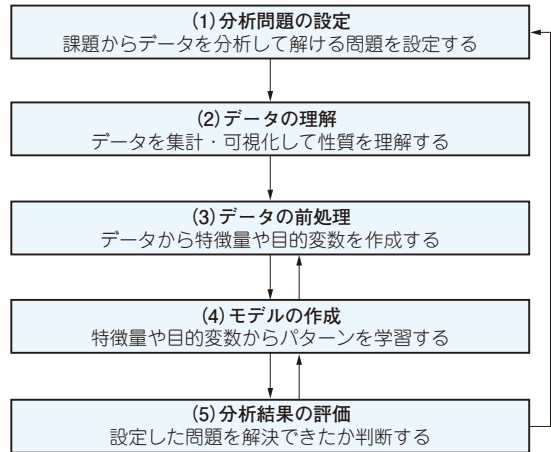 (1)分析問題の設定
課題からデータを分析して解ける問題を設定する
(2)データの理解
データを集計・可視化して性質を理解する
(3)データの前処理
データから特徴量や目的変数を作成する
(4)モデルの作成
特徴量や目的変数からパターンを学習する
(5)分析結果の評価
設定した問題を解決できたか判断する